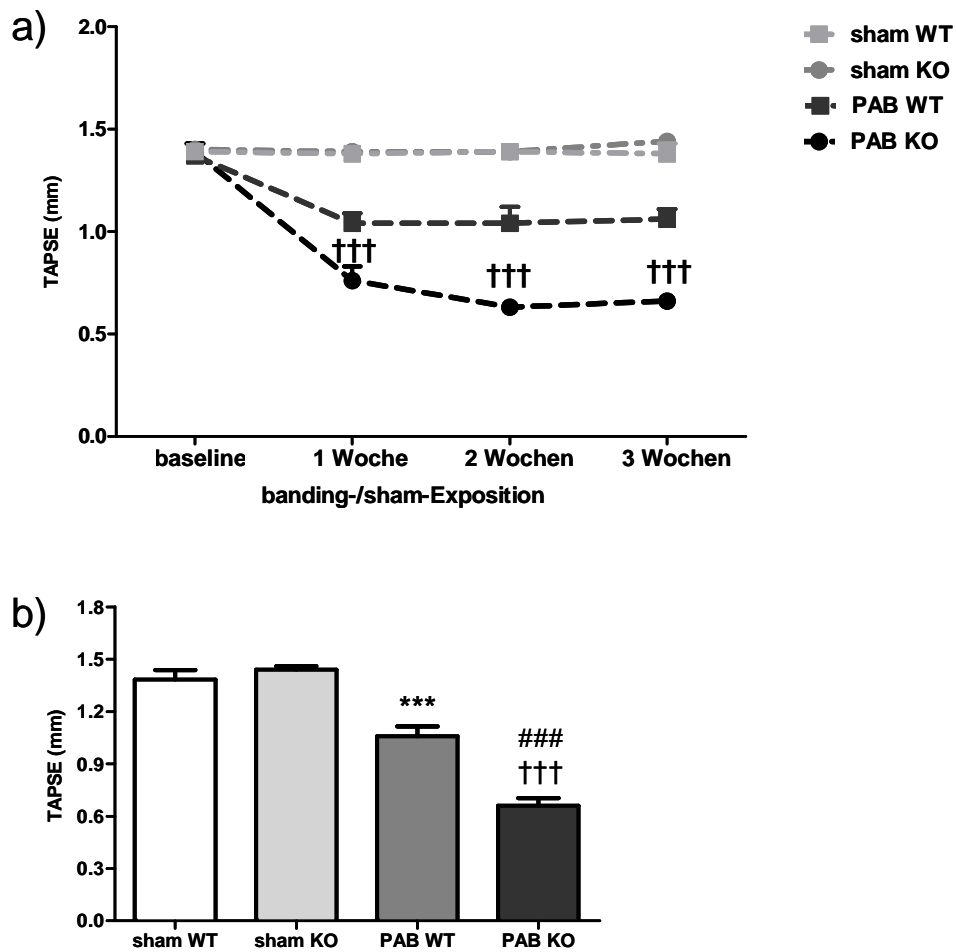 a)
2.0
1.5
1.0
0.5
0.0
TAPSE (mm)
††† ††† †††
baseline 1 Woche 2 Wochen 3 Wochen
banding-/sham-Exposition
sham WT
sham KO
PAB WT
PAB KO
b)
1.8
1.5
1.2
0.9
0.6
0.3
0.0
TAPSE (mm)
***
###
†††
sham WT sham KO PAB WT PAB KO